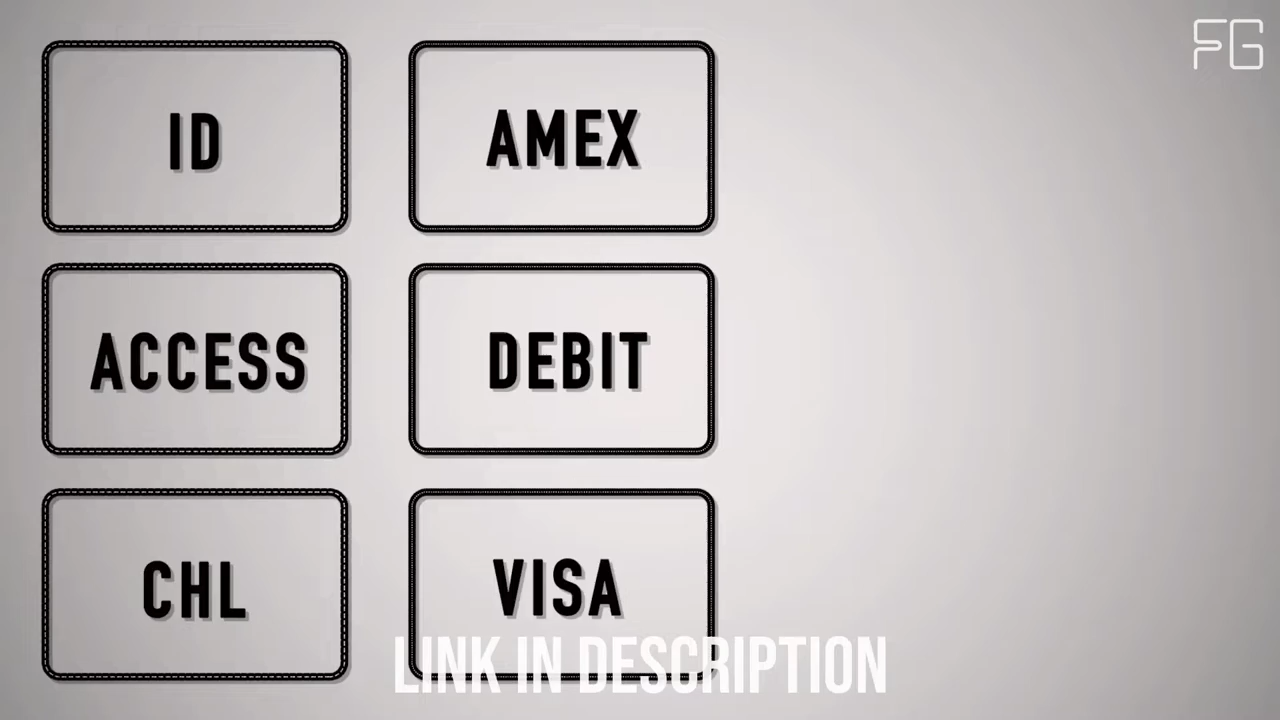 FG
ID
AMEX
ACCESS
DEBIT
CHL
VISA
LINK IN DESCRIPTION